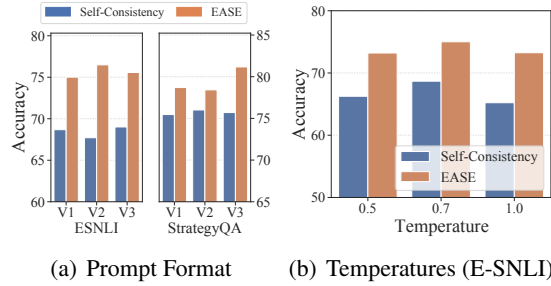 Self-Consistency EASE
Accuracy
80
75
70
65
60
V1 V2 V3
ESNLI
85
80
75
70
65
V1 V2 V3
StrategyQA
(a) Prompt Format
Accuracy
80
70
60
50
Self-Consistency
EASE
0.5 0.7 1.0
Temperature
(b) Temperatures (E-SNLI)